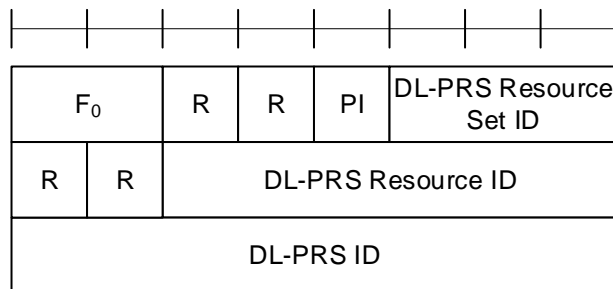 F₀ R R PI DL-PRS Resource
Set ID
R R DL-PRS Resource ID
DL-PRS ID